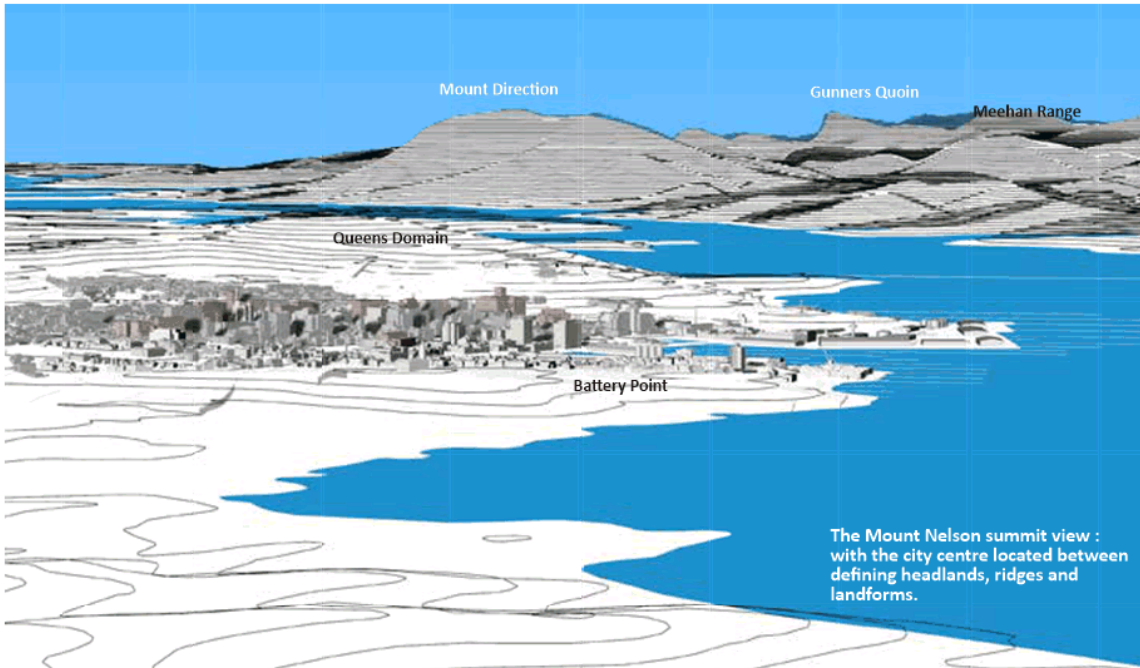 Mount Direction
Gunners Quoin
Meehan Range
Queens Domain
Battery Point
The Mount Nelson summit view :
with the city centre located between
defining headlands, ridges and
landforms.